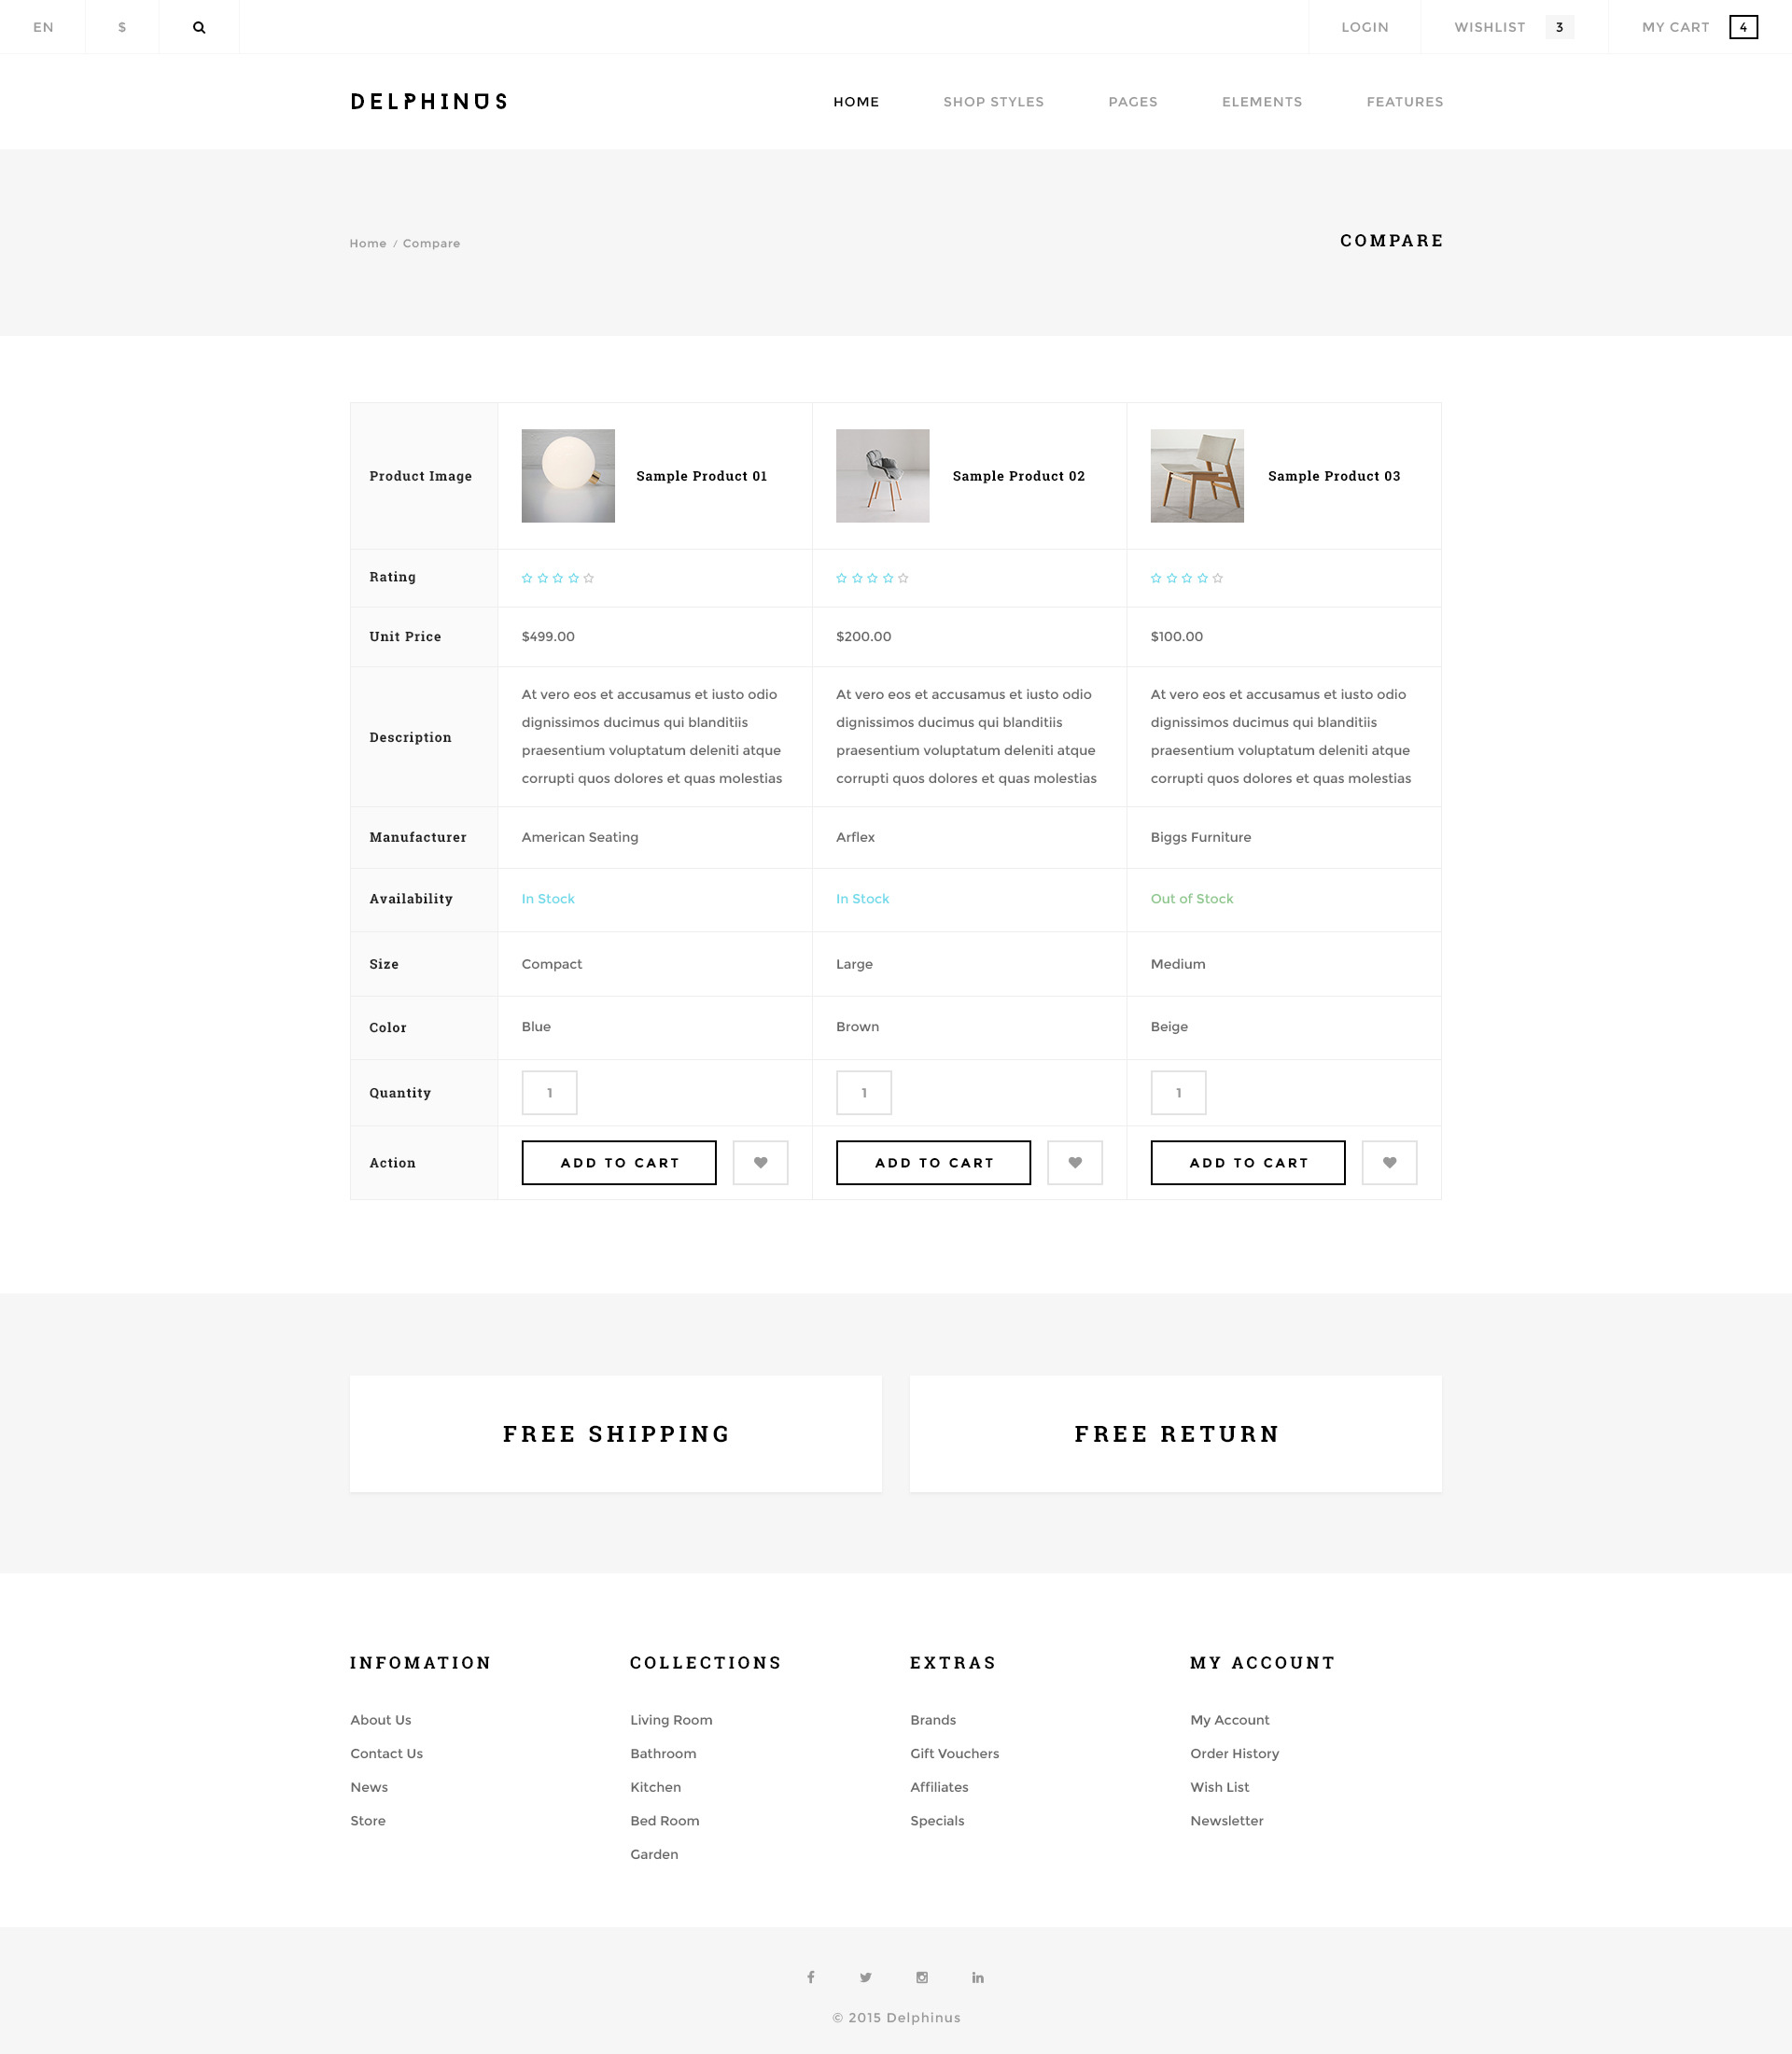 EN $ LOGIN WISHLIST 3 MY CART 4
DELPHINUS HOME SHOP STYLES PAGES ELEMENTS FEATURES
Home / Compare COMPARE
Product Image Sample Product 01 Sample Product 02 Sample Product 03
Rating
Unit Price $499.00 $200.00 $100.00
Description
At vero eos et accusamus et iusto odio
dignissimos ducimus qui blanditiis
praesentium voluptatum deleniti atque
corrupti quos dolores et quas molestias
At vero eos et accusamus et iusto odio
dignissimos ducimus qui blanditiis
praesentium voluptatum deleniti atque
corrupti quos dolores et quas molestias
At vero eos et accusamus et iusto odio
dignissimos ducimus qui blanditiis
praesentium voluptatum deleniti atque
corrupti quos dolores et quas molestias
Manufacturer American Seating Arflex Biggs Furniture
Availability In Stock In Stock Out of Stock
Size Compact Large Medium
Color Blue Brown Beige
Quantity 1 1 1
Action ADD TO CART ADD TO CART ADD TO CART
FREE SHIPPING FREE RETURN
INFOMATION
About Us
Contact Us
News
Store
COLLECTIONS
Living Room
Bathroom
Kitchen
Bed Room
Garden
EXTRAS
Brands
Gift Vouchers
Affiliates
Specials
MY ACCOUNT
My Account
Order History
Wish List
Newsletter
© 2015 Delphinus